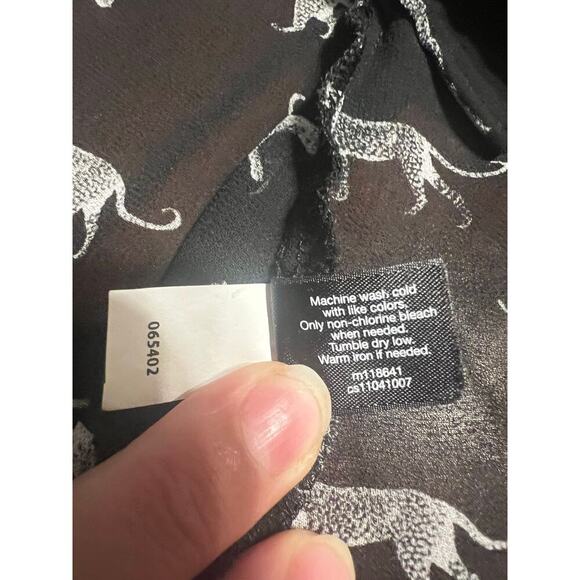 065402
Machine wash cold
with like colors.
Only non-chlorine bleach
when needed.
Tumble dry low.
Warm iron if needed.
m118641
cs11041007